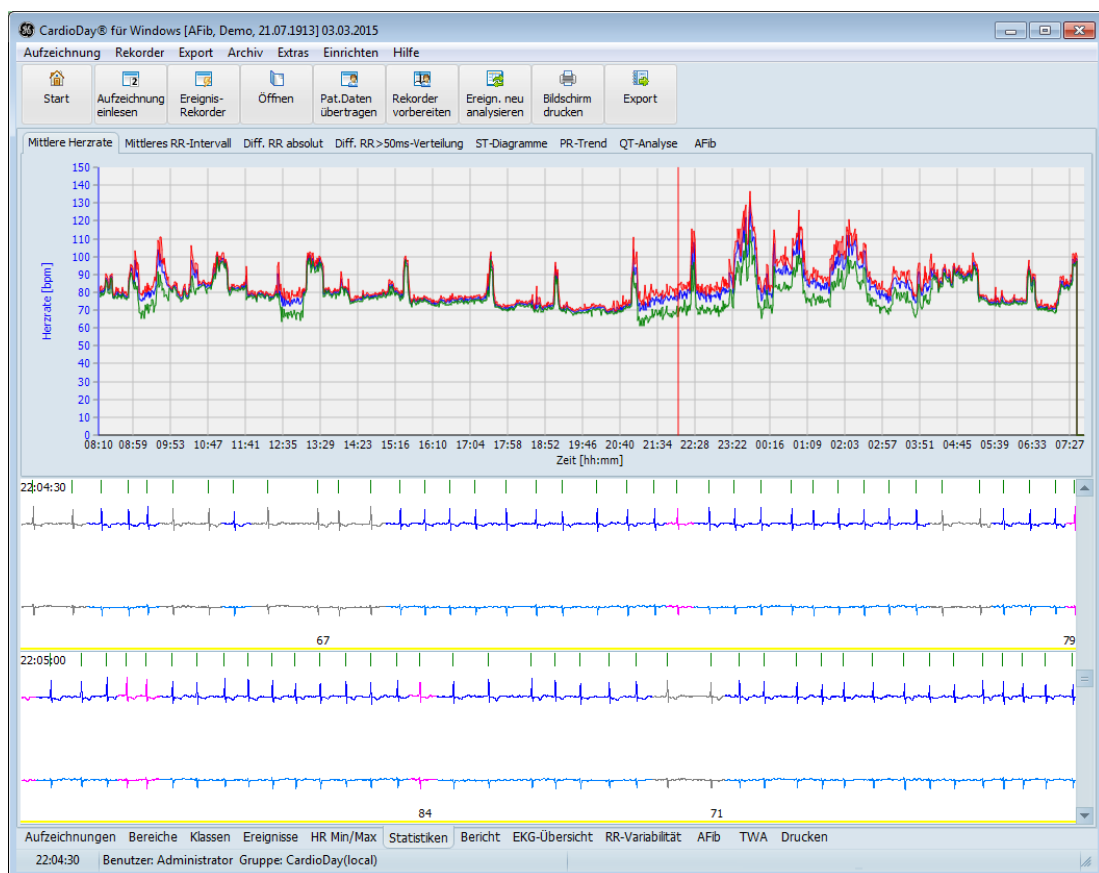 CardioDay® für Windows [AFib, Demo, 21.07.1913] 03.03.2015
Aufzeichnung Rekorder Export Archiv Extras Einrichten Hilfe
Start Aufzeichnung einlesen Ereignis-Rekorder Öffnen Pat.Daten übertragen Rekorder vorbereiten Ereign. neu analysieren Bildschirm drucken Export
Mittlere Herzrate Mittleres RR-Intervall Diff. RR absolut Diff. RR>50ms-Verteilung ST-Diagramme PR-Trend QT-Analyse AFib
150
140
130
120
110
100
90
80
70
60
50
40
30
20
10
0
Herzrate [bpm]
08:10 08:59 09:53 10:47 11:41 12:35 13:29 14:23 15:16 16:10 17:04 17:58 18:52 19:46 20:40 21:34 22:28 23:22 00:16 01:09 02:03 02:57 03:51 04:45 05:39 06:33 07:27
Zeit [hh:mm]
22:04:30
67 79
22:05:00
84 71
Aufzeichnungen Bereiche Klassen Ereignisse HR Min/Max Statistiken Bericht EKG-Übersicht RR-Variabilität AFib TWA Drucken
22:04:30 Benutzer: Administrator Gruppe: CardioDay(local)